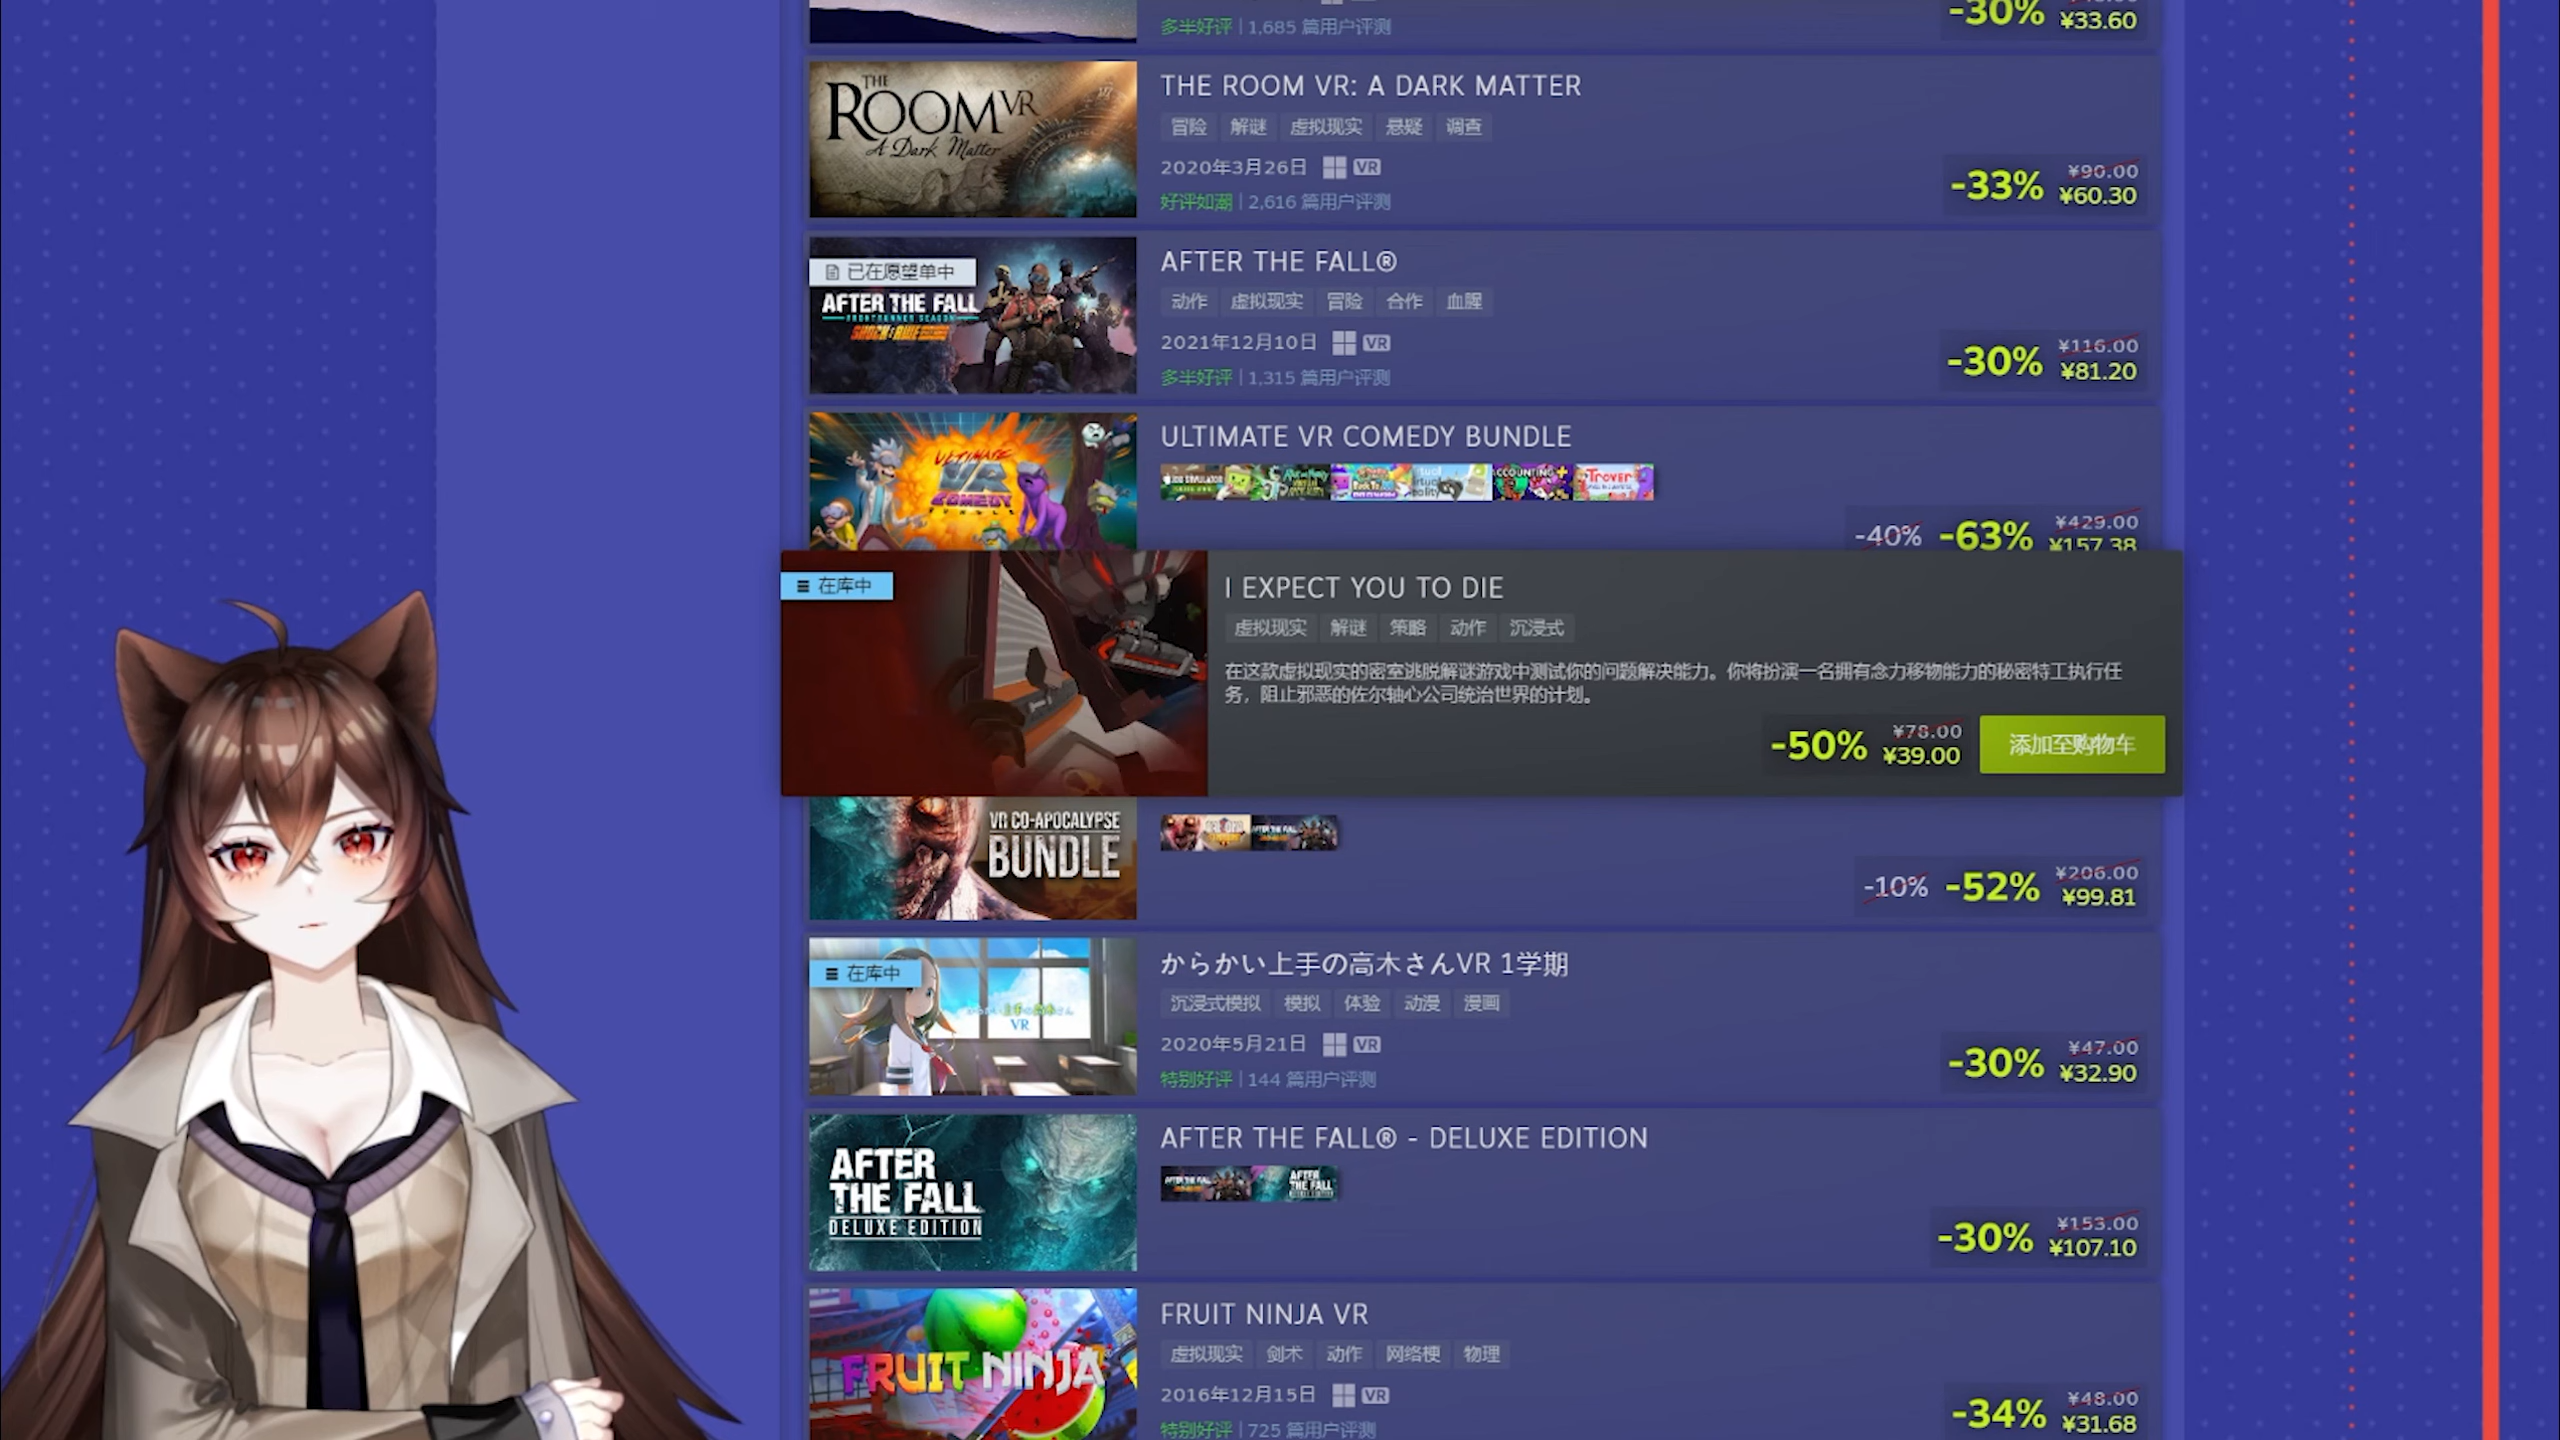 多半好评 | 1,685 篇用户评测
-30%
¥33.60
THE ROOM VR
A Dark Matter
THE ROOM VR: A DARK MATTER
冒险 解谜 虚拟现实 悬疑 调查
2020年3月26日 VR
好评如潮 | 2,616 篇用户评测
-33%
¥90.00
¥60.30
已在愿望单中
AFTER THE FALL
FRONTRUNNER SEASON
SHOCK & AWE
AFTER THE FALL®
动作 虚拟现实 冒险 合作 血腥
2021年12月10日 VR
多半好评 | 1,315 篇用户评测
-30%
¥116.00
¥81.20
ULTIMATE
VR
COMEDY
BUNDLE
ULTIMATE VR COMEDY BUNDLE
ACCOUNTING+
Trover
-40% -63%
¥429.00
¥157.38
在库中
I EXPECT YOU TO DIE
虚拟现实 解谜 策略 动作 沉浸式
在这款虚拟现实的密室逃脱解谜游戏中测试你的问题解决能力。你将扮演一名拥有念力移物能力的秘密特工执行任
务，阻止邪恶的佐尔轴心公司统治世界的计划。
-50%
¥78.00
¥39.00
添加至购物车
VR CO-APOCALYPSE
BUNDLE
-10% -52%
¥206.00
¥99.81
在库中
VR
からかい上手の高木さんVR 1学期
沉浸式模拟 模拟 体验 动漫 漫画
2020年5月21日 VR
特别好评 | 144 篇用户评测
-30%
¥47.00
¥32.90
AFTER
THE FALL
DELUXE EDITION
AFTER THE FALL® - DELUXE EDITION
-30%
¥153.00
¥107.10
FRUIT NINJA
FRUIT NINJA VR
虚拟现实 剑术 动作 网络梗 物理
2016年12月15日 VR
特别好评 | 725 篇用户评测
-34%
¥48.00
¥31.68